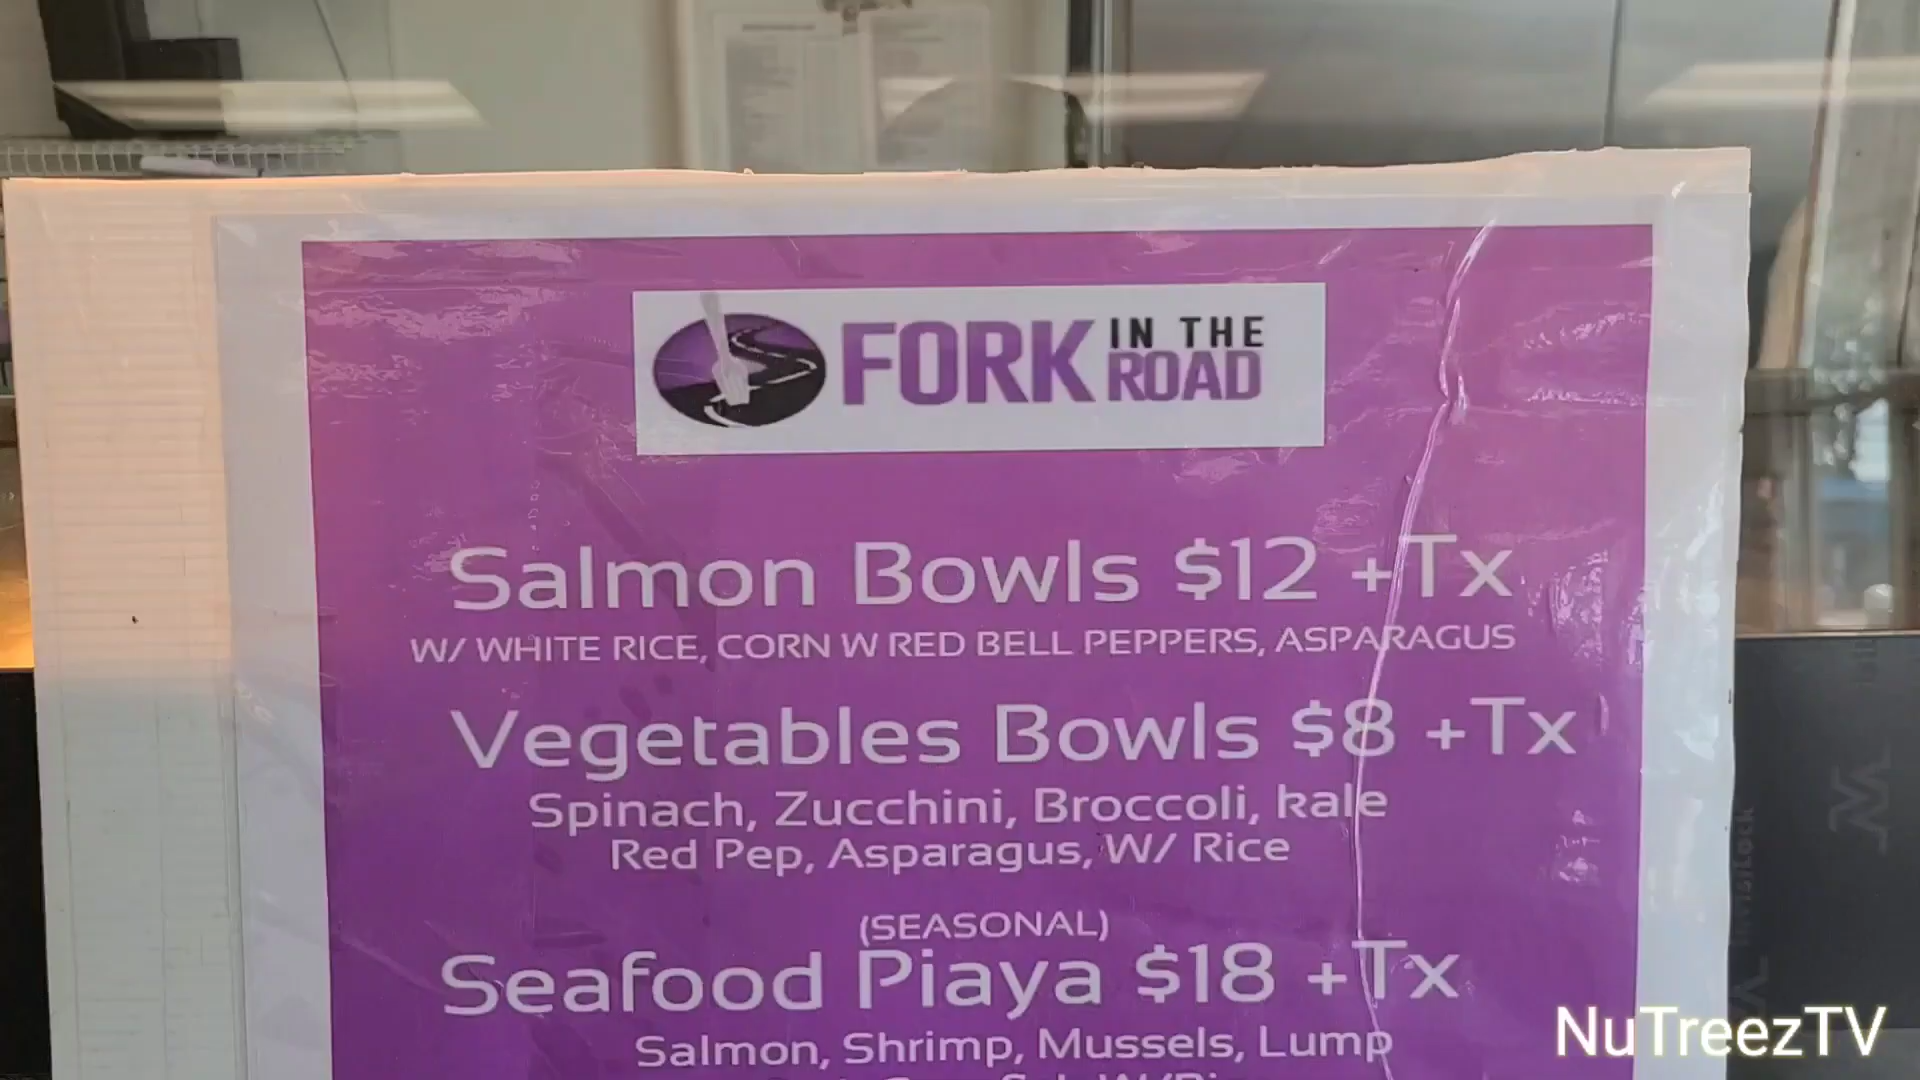 FORK IN THE ROAD
Salmon Bowls $12 +Tx
W/ WHITE RICE, CORN W RED BELL PEPPERS, ASPARAGUS
Vegetables Bowls $8 +Tx
Spinach, Zucchini, Broccoli, kale
Red Pep, Asparagus, W/ Rice
(SEASONAL)
Seafood Piaya $18 +Tx
Salmon, Shrimp, Mussels, Lump
NuTreezTV